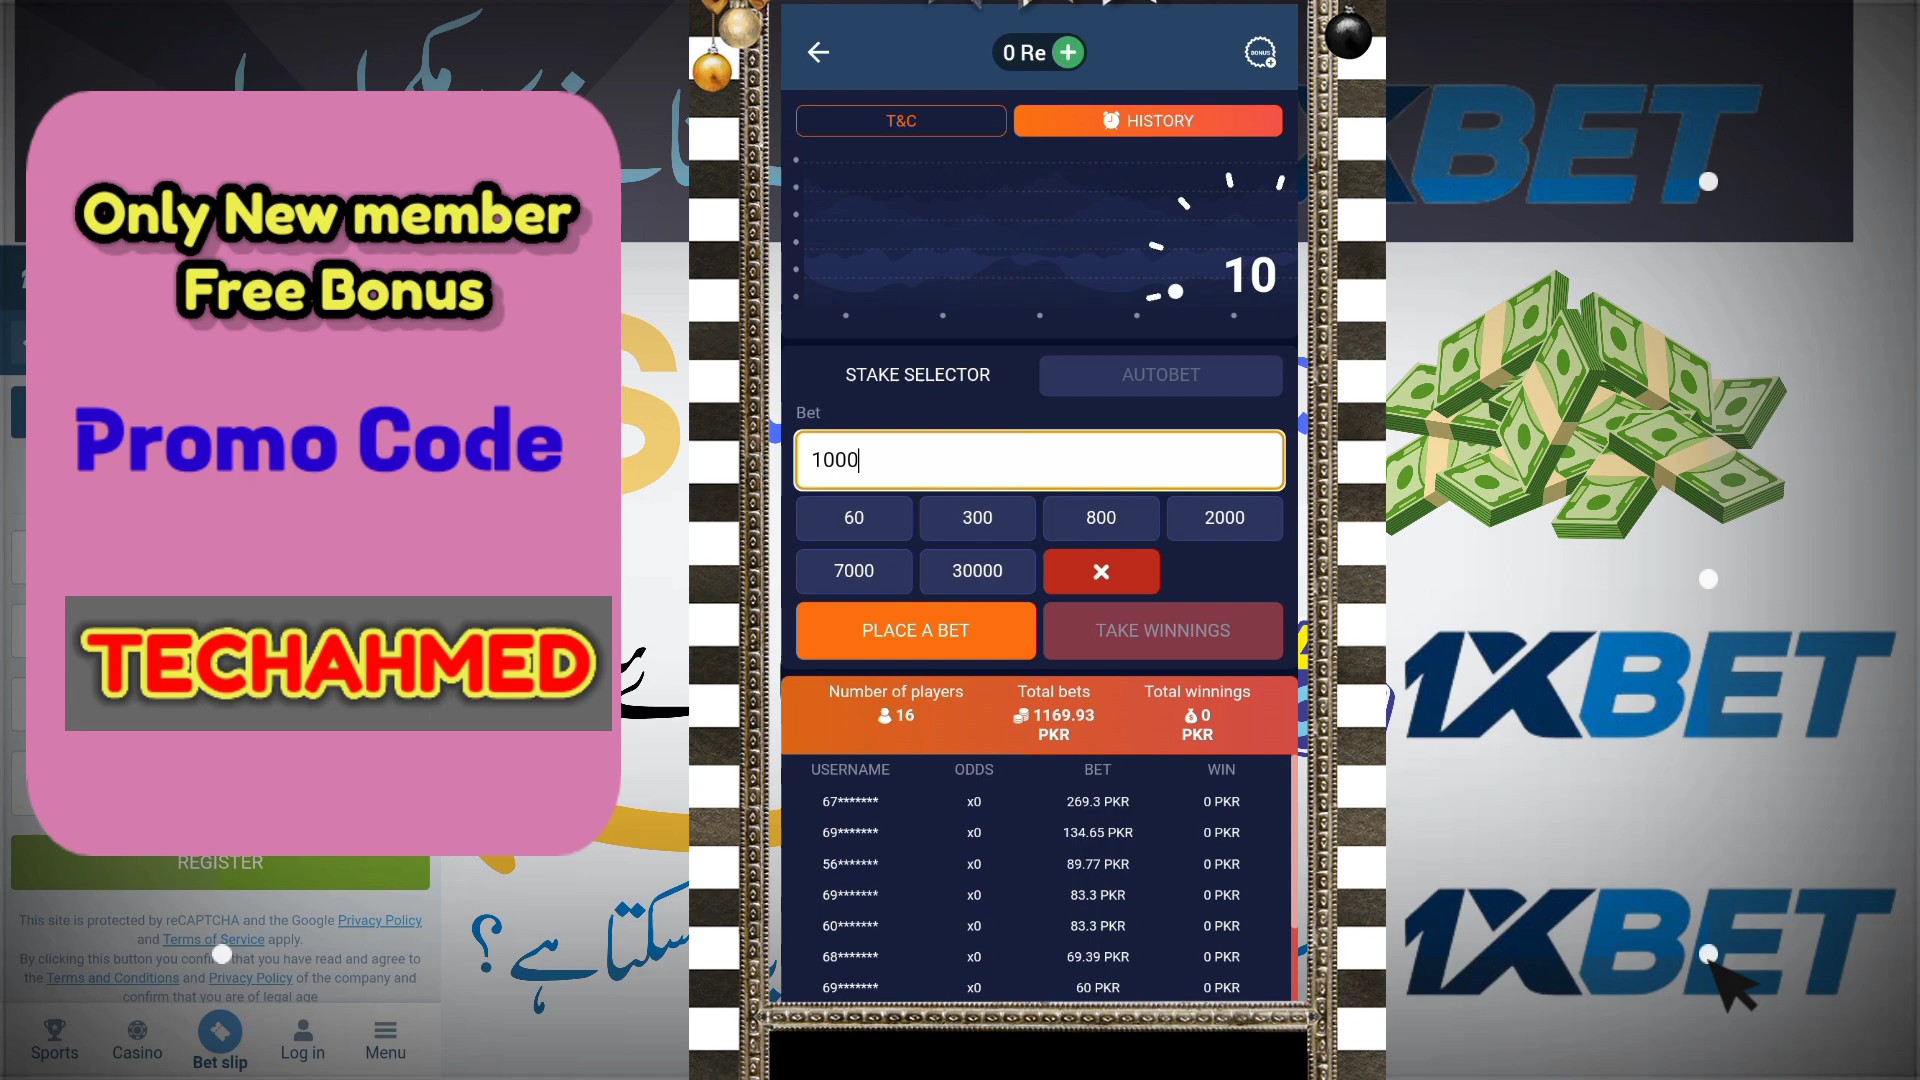 Only New member
Free Bonus
Promo Code
TECHAHMED
REGISTER
This site is protected by reCAPTCHA and the Google Privacy Policy
and Terms of Service apply.
By clicking this button you confirm that you have read and agree to
the Terms and Conditions and Privacy Policy of the company and
confirm that you are of legal age
Sports
Casino
Bet slip
Log in
Menu
سکتا ہے؟
0 Re
BONUS
T&C
HISTORY
10
STAKE SELECTOR
AUTOBET
Bet
1000
60 300 800 2000
7000 30000
PLACE A BET
TAKE WINNINGS
Number of players Total bets Total winnings
16 1169.93 0
PKR PKR
USERNAME ODDS BET WIN
67******* x0 269.3 PKR 0 PKR
69******* x0 134.65 PKR 0 PKR
56******* x0 89.77 PKR 0 PKR
69******* x0 83.3 PKR 0 PKR
60******* x0 83.3 PKR 0 PKR
68******* x0 69.39 PKR 0 PKR
69******* x0 60 PKR 0 PKR
XBET
1XBET
1XBET